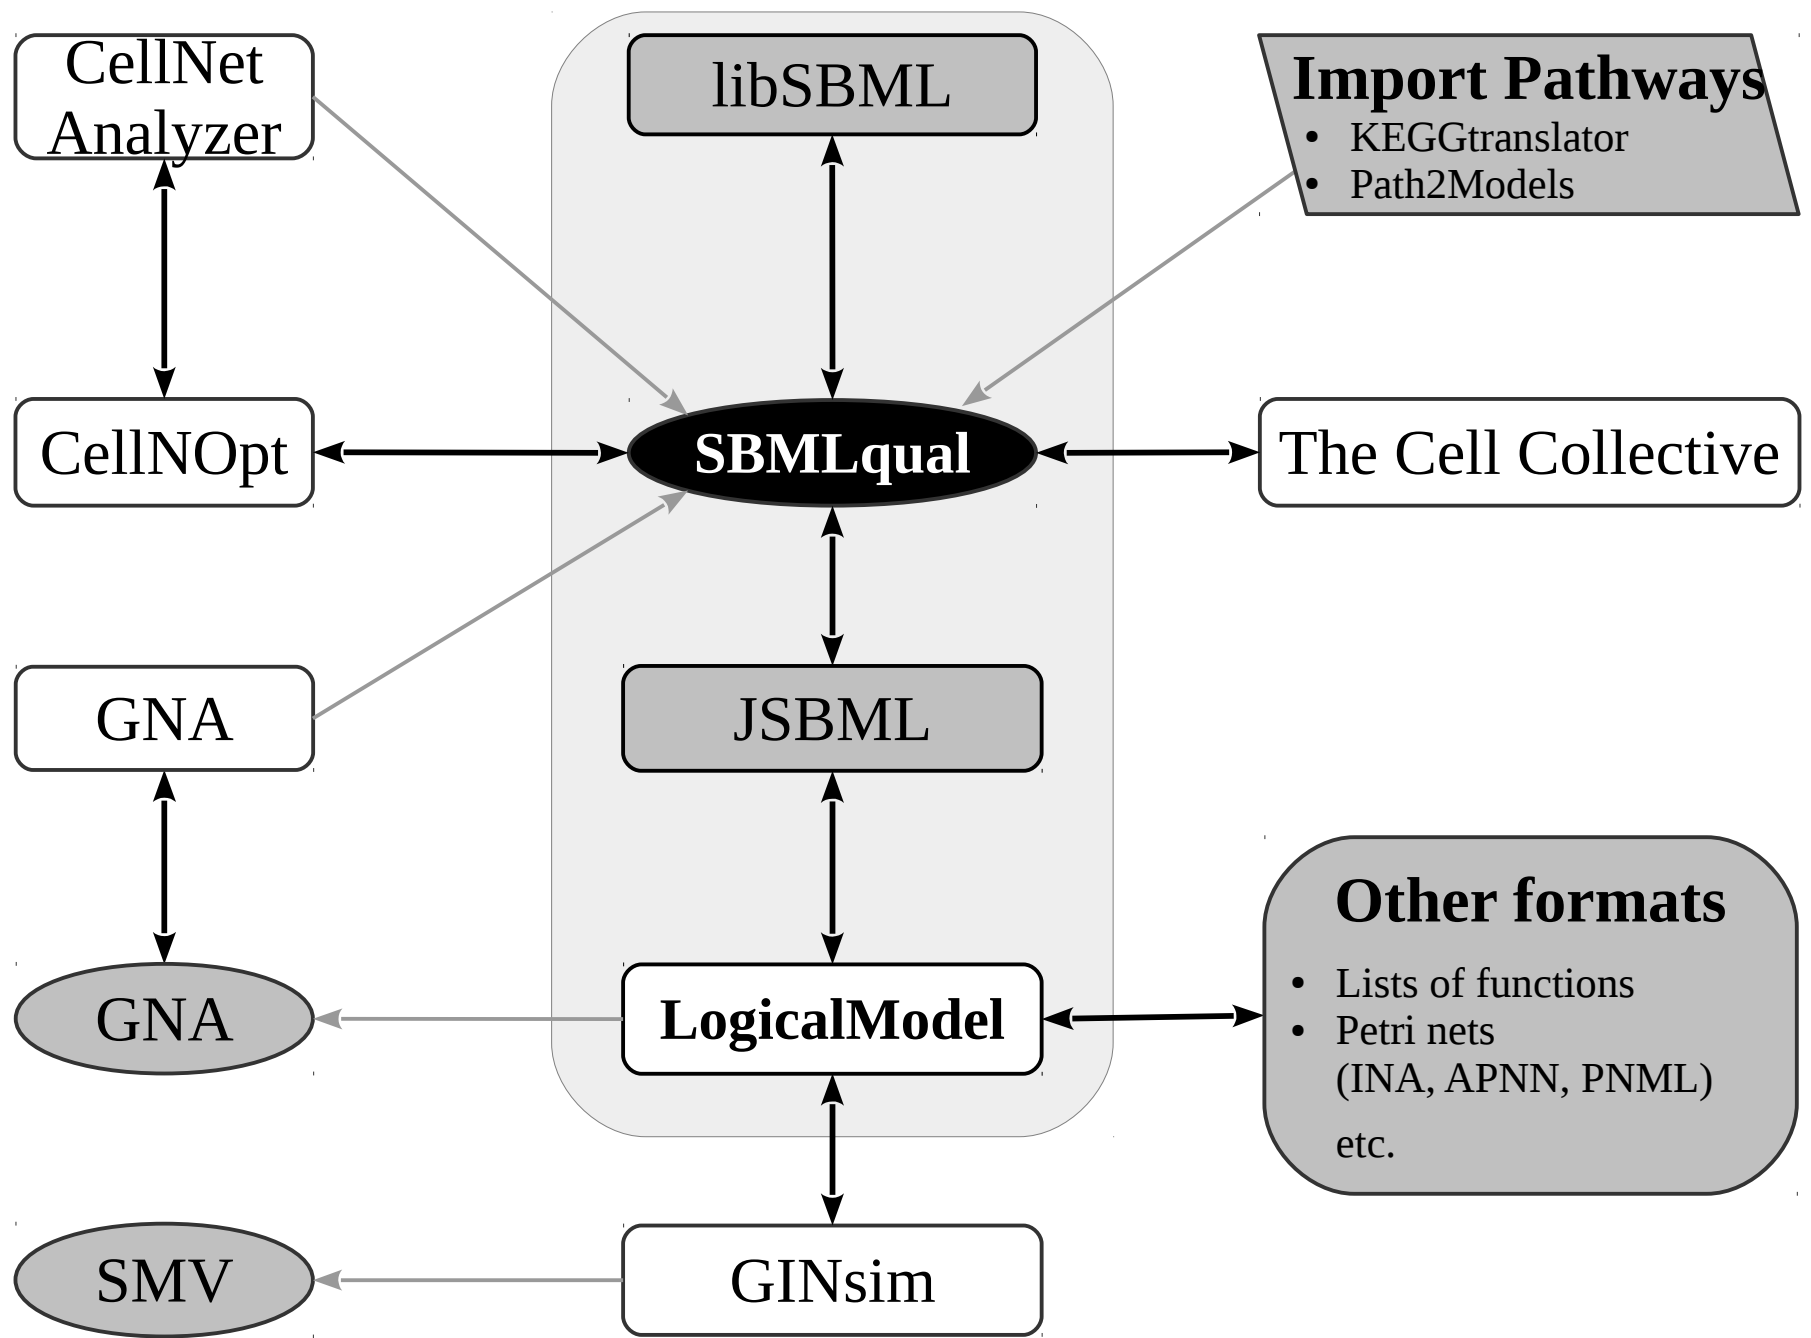 CellNet
Analyzer
libSBML
Import Pathways
• KEGGtranslator
• Path2Models
CellNOpt
SBMLqual
The Cell Collective
GNA
JSBML
Other formats
• Lists of functions
• Petri nets
(INA, APNN, PNML)
etc.
GNA
LogicalModel
SMV
GINsim